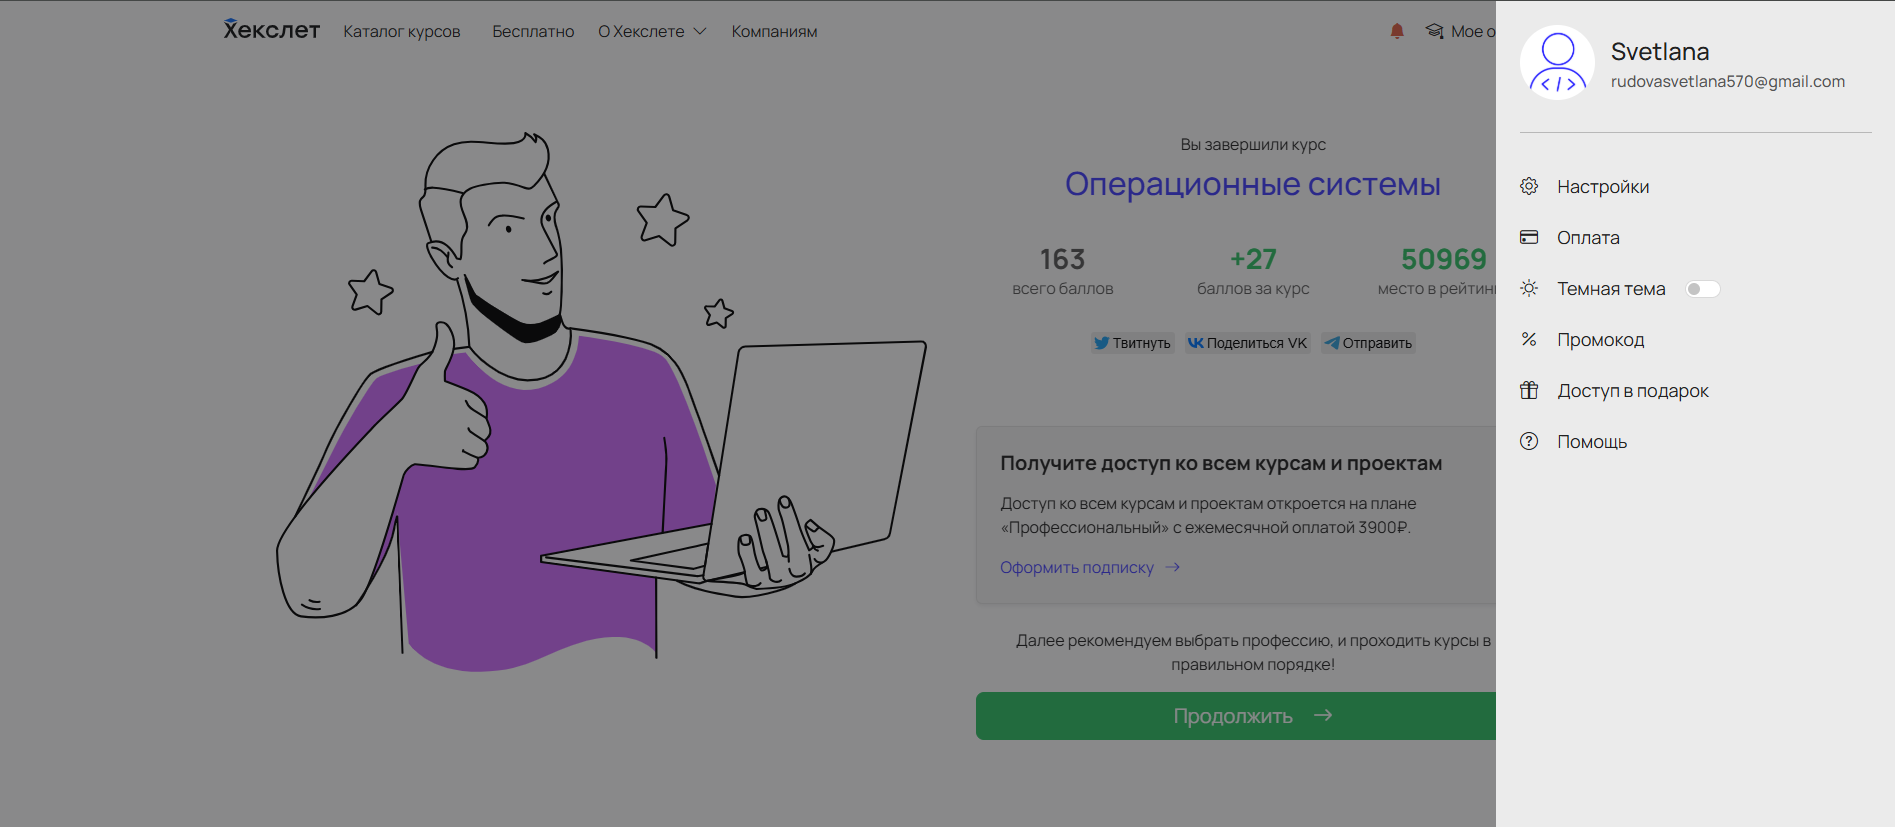 Хекслет
Каталог курсов
Бесплатно
О Хекслете
Компаниям
Мое о
Вы завершили курс
Операционные системы
163
всего баллов
+27
баллов за курс
50969
место в рейтин
Твитнуть
Поделиться VK
Отправить
Получите доступ ко всем курсам и проектам
Доступ ко всем курсам и проектам откроется на плане
«Профессиональный» с ежемесячной оплатой 3900₽.
Оформить подписку →
Далее рекомендуем выбрать профессию, и проходить курсы в
правильном порядке!
Продолжить →
Svetlana
rudovasvetlana570@gmail.com
Настройки
Оплата
Темная тема
Промокод
Доступ в подарок
Помощь